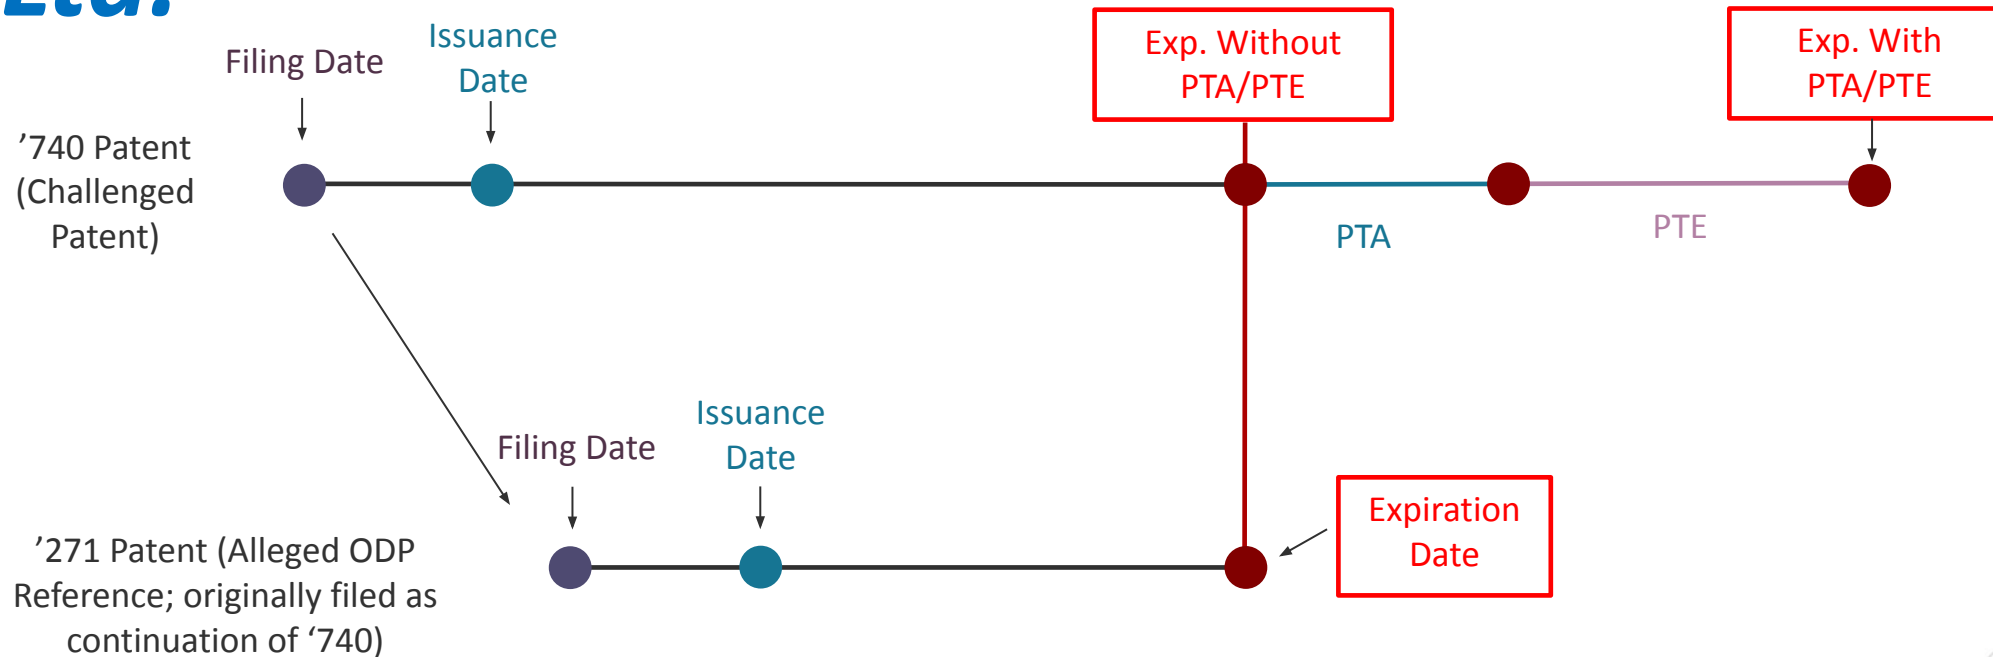 Ltd.
Filing Date
Issuance
Date
Exp. Without
PTA/PTE
Exp. With
PTA/PTE
’740 Patent
(Challenged
Patent)
PTA
PTE
Filing Date
Issuance
Date
Expiration
Date
’271 Patent (Alleged ODP
Reference; originally filed as
continuation of ‘740)